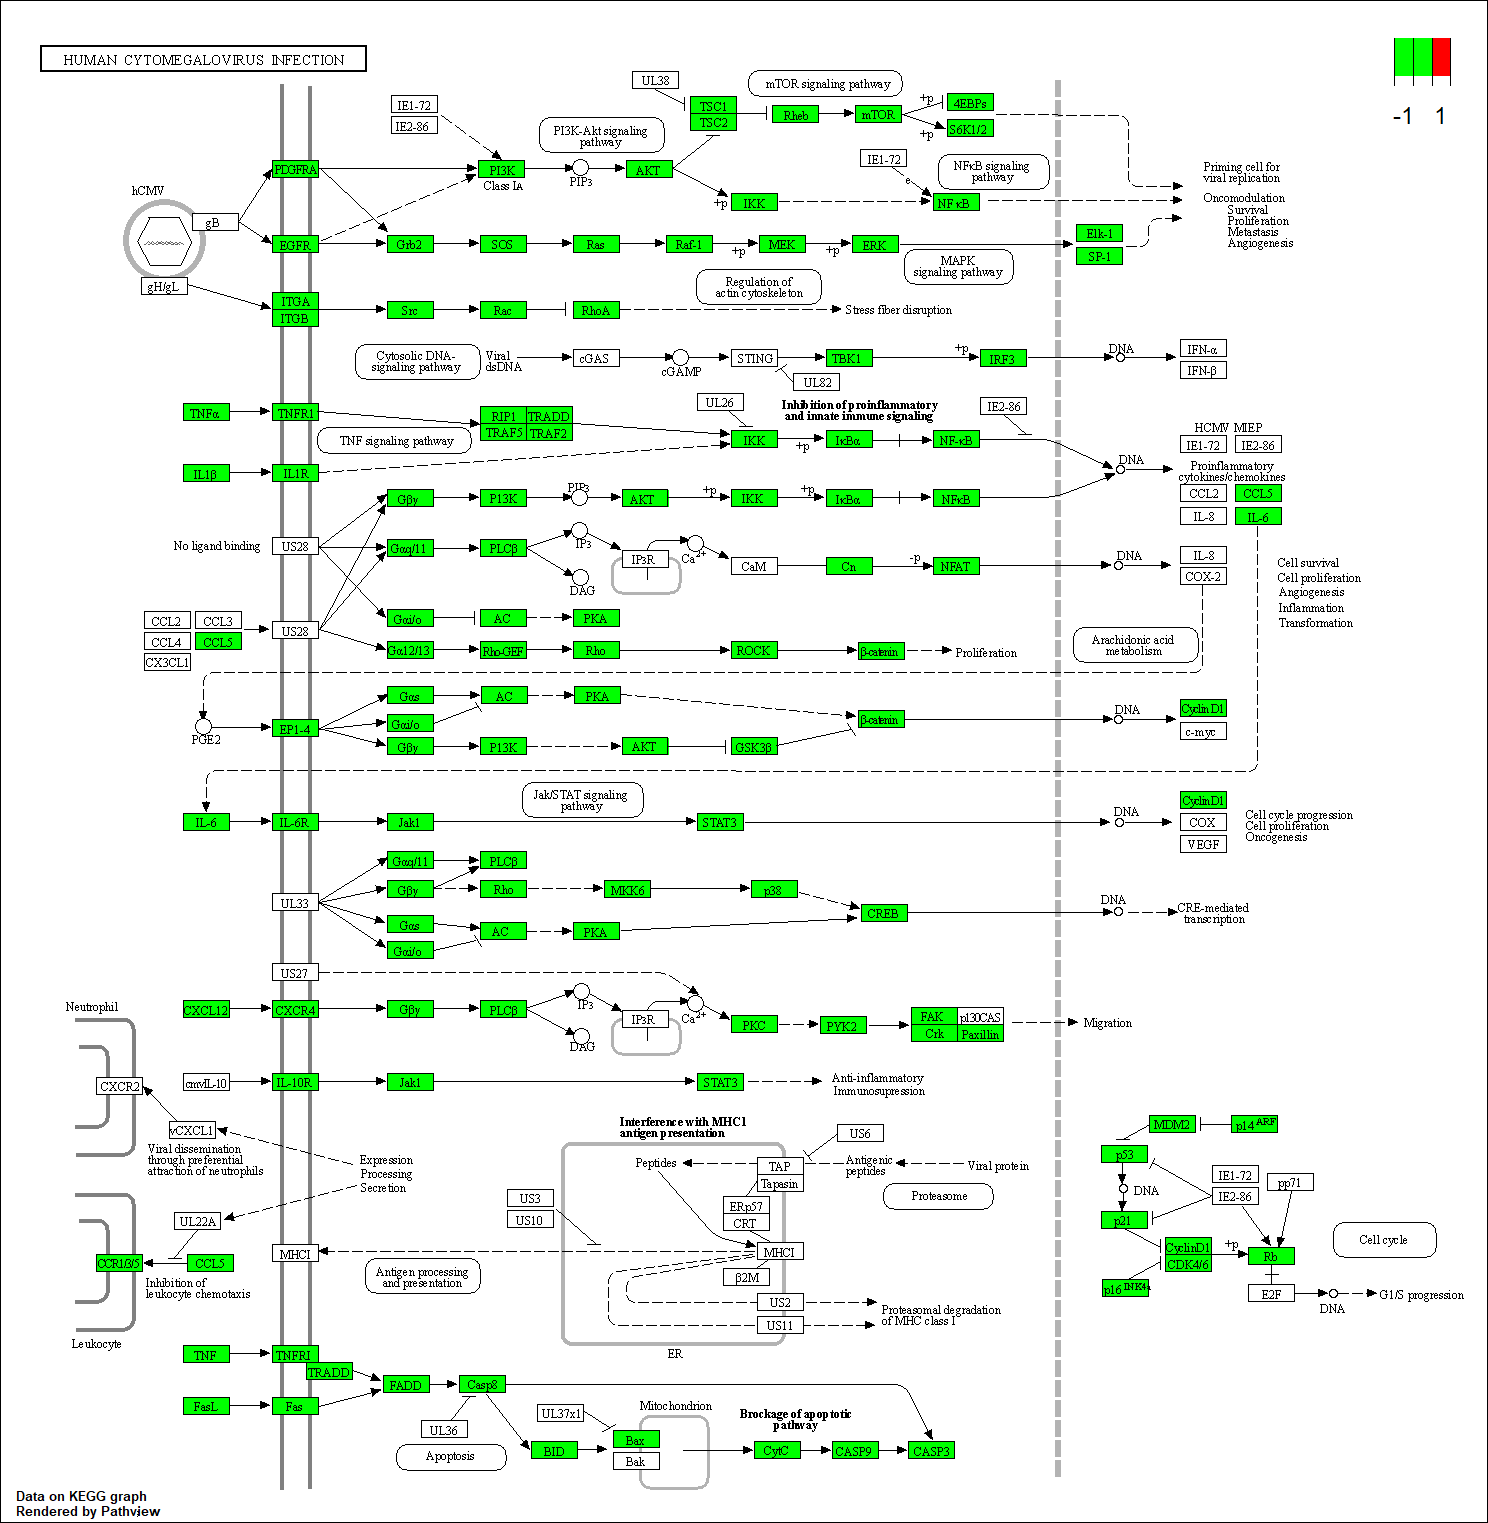 HUMAN CYTOMEGALOVIRUS INFECTION
-1 1
UL38
mTOR signaling pathway
IE1-72
IE2-86
PI3K-Akt signaling
pathway
TSC1
TSC2
Rheb
mTOR
+p
4EBPs
S6K1/2
+p
IE1-72
NFκB signaling
pathway
Priming cell for
viral replication
hCMV
gB
PDGFRA
PI3K
Class IA
PIP3
AKT
+p
IKK
e
NFκB
Oncomodulation
Survival
Proliferation
Metastasis
Angiogenesis
EGFR
Grb2
SOS
Ras
Raf-1
+p
MEK
+p
ERK
Elk-1
SP-1
MAPK
signaling pathway
gH/gL
Regulation of
actin cytoskeleton
ITGA
ITGB
Src
Rac
RhoA
Stress fiber disruption
Cytosolic DNA-
signaling pathway
Viral
dsDNA
cGAS
cGAMP
STING
UL82
TBK1
+p
IRF3
DNA
IFN-α
IFN-β
TNFα
TNFR1
RIP1
TRADD
TRAF5
TRAF2
TNF signaling pathway
UL26
Inhibition of proinflammatory
and innate immune signaling
IE2-86
IKK
+p
IκBα
NF-κB
DNA
HCMV MIEP
IE1-72
IE2-86
IL1β
IL1R
Proinflammatory
cytokines/chemokines
CCL2
CCL5
IL-8
IL-6
Gβγ
P13K
PIP3
AKT
+p
IKK
+p
IκBα
NFκB
No ligand binding
US28
Gαq/11
PLCβ
IP3
DAG
IP3R
Ca2+
CaM
Cn
-p
NFAT
DNA
IL-8
COX-2
Cell survival
Cell proliferation
Angiogenesis
Inflammation
Transformation
CCL2
CCL3
CCL4
CCL5
CX3CL1
US28
Gαi/o
AC
PKA
Gα12/13
Rho-GEF
Rho
ROCK
β-catenin
Proliferation
Arachidonic acid
metabolism
PGE2
EP1-4
Gαs
AC
PKA
Gαi/o
Gβγ
P13K
AKT
GSK3β
β-catenin
DNA
CyclinD1
c-myc
Jak/STAT signaling
pathway
IL-6
IL-6R
Jak1
STAT3
DNA
CyclinD1
COX
VEGF
Cell cycle progression
Cell proliferation
Oncogenesis
UL33
Gαq/11
PLCβ
Gβγ
Rho
MKK6
p38
Gαs
AC
PKA
Gαi/o
CREB
DNA
CRE-mediated
transcription
US27
Neutrophil
CXCL12
CXCR4
Gβγ
PLCβ
IP3
DAG
IP3R
Ca2+
PKC
PYK2
FAK
p130CAS
Crk
Paxillin
Migration
CXCR2
cmvIL-10
IL-10R
Jak1
STAT3
Anti-inflammatory
Immunosupression
vCXCL1
Viral dissemination
through preferential
attraction of neutrophils
Expression
Processing
Secretion
Interference with MHC1
antigen presentation
US6
Peptides
TAP
Tapasin
Antigenic
peptides
Viral protein
Proteasome
US3
US10
ERp57
CRT
MHCI
β2M
MHCI
US2
US11
Proteasomal degradation
of MHC class I
ER
Antigen processing
and presentation
UL22A
CCR1/3/5
CCL5
Inhibition of
leukocyte chemotaxis
Leukocyte
MDM2
p14ARF
p53
DNA
IE1-72
IE2-86
pp71
p21
CyclinD1
CDK4/6
+p
Rb
Cell cycle
p16INK4a
E2F
DNA
G1/S progression
TNF
TNFRI
TRADD
FADD
Casp8
FasL
Fas
UL36
Apoptosis
UL37x1
Mitochondrion
BID
Bax
Bak
Brockage of apoptotic
pathway
CytC
CASP9
CASP3
Data on KEGG graph
Rendered by Pathview